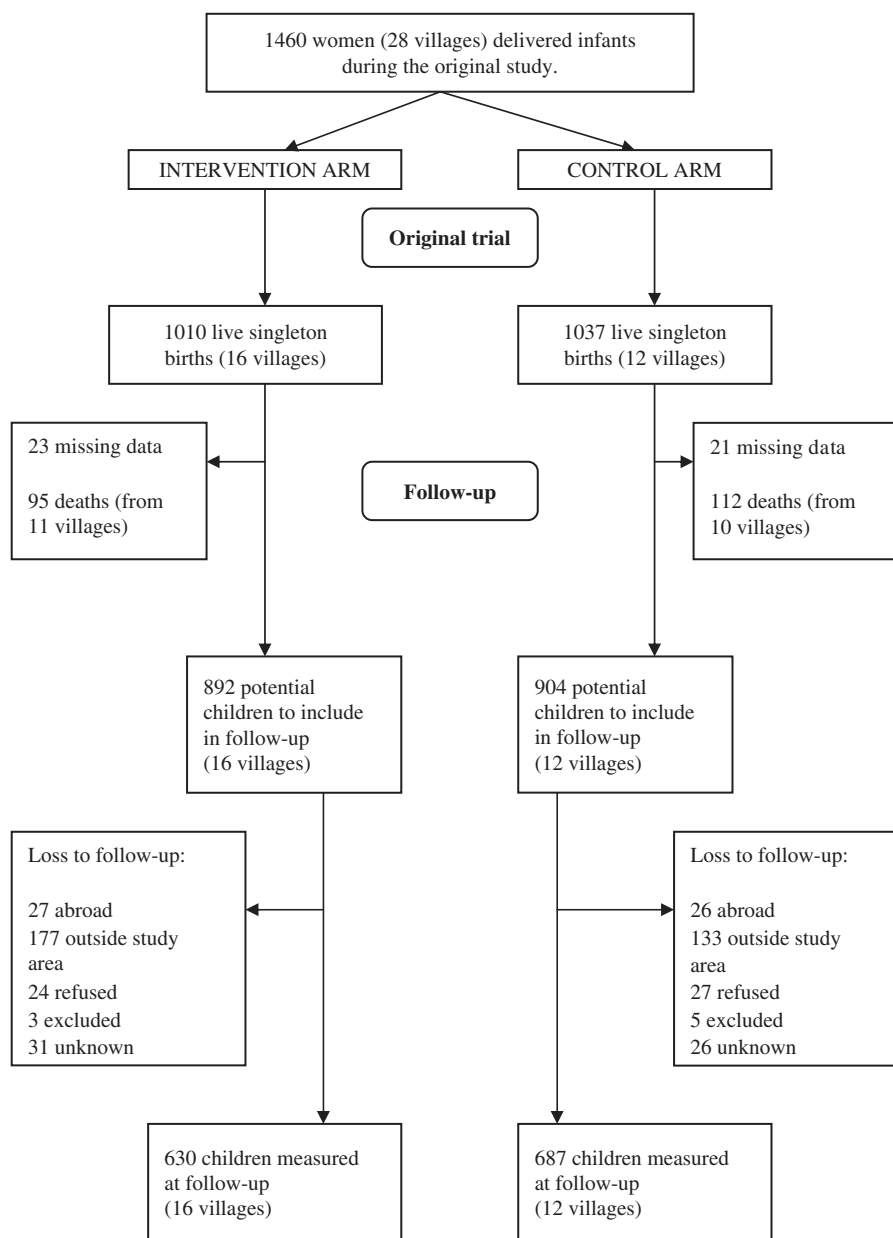 1460 women (28 villages) delivered infants
during the original study.
INTERVENTION ARM
CONTROL ARM
Original trial
1010 live singleton
births (16 villages)
1037 live singleton
births (12 villages)
23 missing data
95 deaths (from
11 villages)
21 missing data
112 deaths (from
10 villages)
Follow-up
892 potential
children to include
in follow-up
(16 villages)
904 potential
children to include
in follow-up
(12 villages)
Loss to follow-up:
27 abroad
177 outside study
area
24 refused
3 excluded
31 unknown
Loss to follow-up:
26 abroad
133 outside study
area
27 refused
5 excluded
26 unknown
630 children measured
at follow-up
(16 villages)
687 children measured
at follow-up
(12 villages)